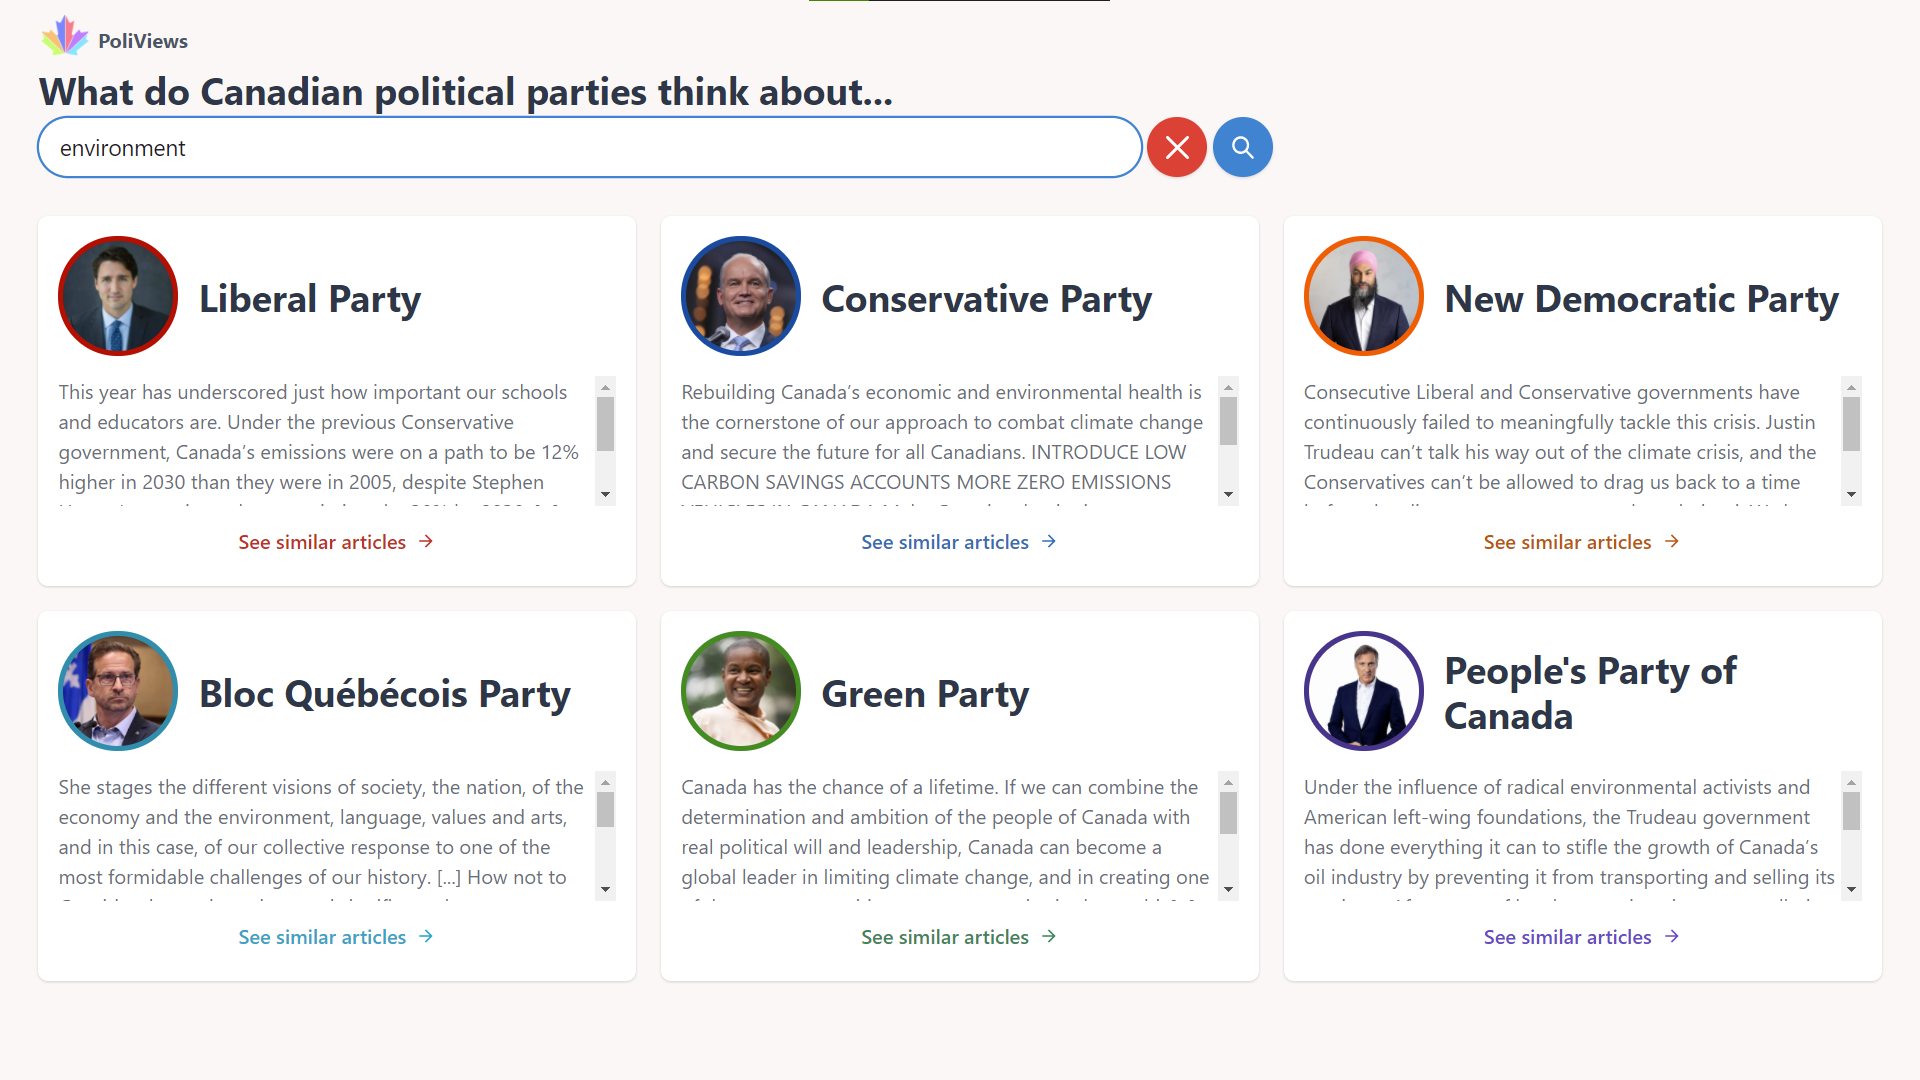 PoliViews
What do Canadian political parties think about...
environment
Liberal Party
This year has underscored just how important our schools
and educators are. Under the previous Conservative
government, Canada’s emissions were on a path to be 12%
higher in 2030 than they were in 2005, despite Stephen
See similar articles
Conservative Party
Rebuilding Canada’s economic and environmental health is
the cornerstone of our approach to combat climate change
and secure the future for all Canadians. INTRODUCE LOW
CARBON SAVINGS ACCOUNTS MORE ZERO EMISSIONS
See similar articles
New Democratic Party
Consecutive Liberal and Conservative governments have
continuously failed to meaningfully tackle this crisis. Justin
Trudeau can’t talk his way out of the climate crisis, and the
Conservatives can’t be allowed to drag us back to a time
See similar articles
Bloc Québécois Party
She stages the different visions of society, the nation, of the
economy and the environment, language, values and arts,
and in this case, of our collective response to one of the
most formidable challenges of our history. [...] How not to
See similar articles
Green Party
Canada has the chance of a lifetime. If we can combine the
determination and ambition of the people of Canada with
real political will and leadership, Canada can become a
global leader in limiting climate change, and in creating one
See similar articles
People's Party of
Canada
Under the influence of radical environmental activists and
American left-wing foundations, the Trudeau government
has done everything it can to stifle the growth of Canada’s
oil industry by preventing it from transporting and selling its
See similar articles